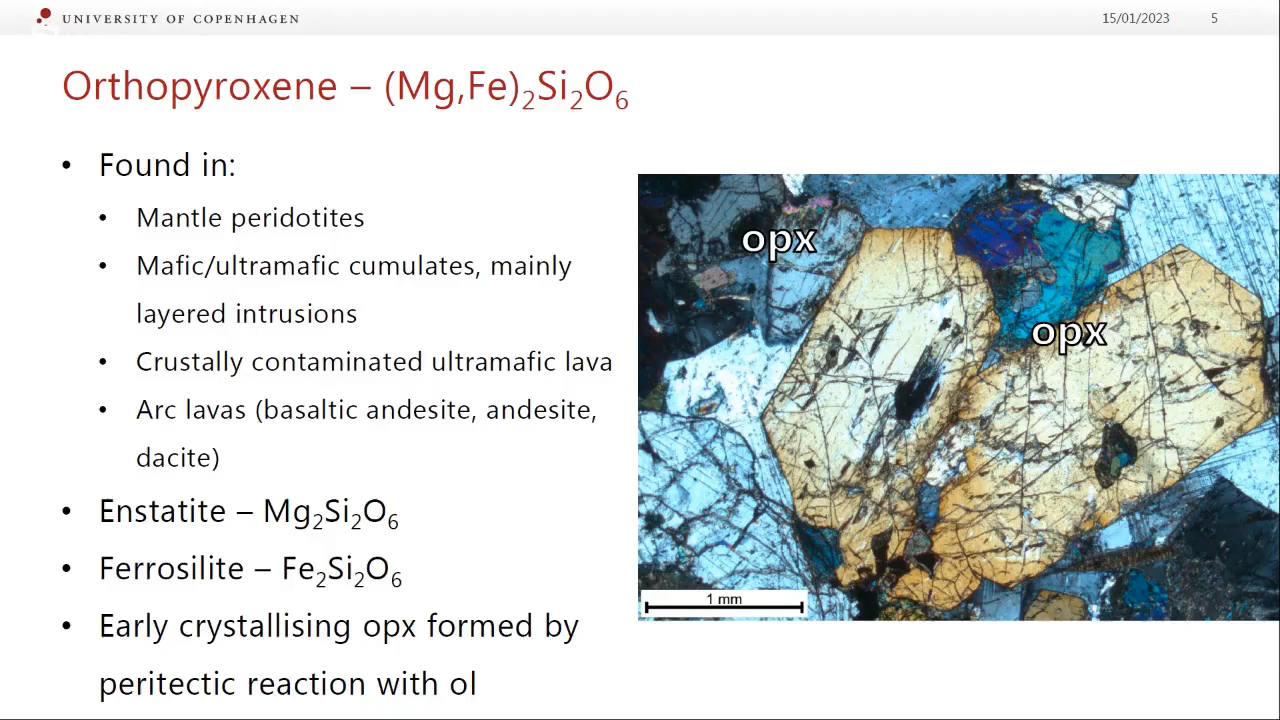 UNIVERSITY OF COPENHAGEN
15/01/2023 5
Orthopyroxene – (Mg,Fe)₂Si₂O₆
• Found in:
• Mantle peridotites
• Mafic/ultramafic cumulates, mainly
layered intrusions
• Crustally contaminated ultramafic lava
• Arc lavas (basaltic andesite, andesite,
dacite)
• Enstatite – Mg₂Si₂O₆
• Ferrosilite – Fe₂Si₂O₆
• Early crystallising opx formed by
peritectic reaction with ol
opx
opx
1 mm